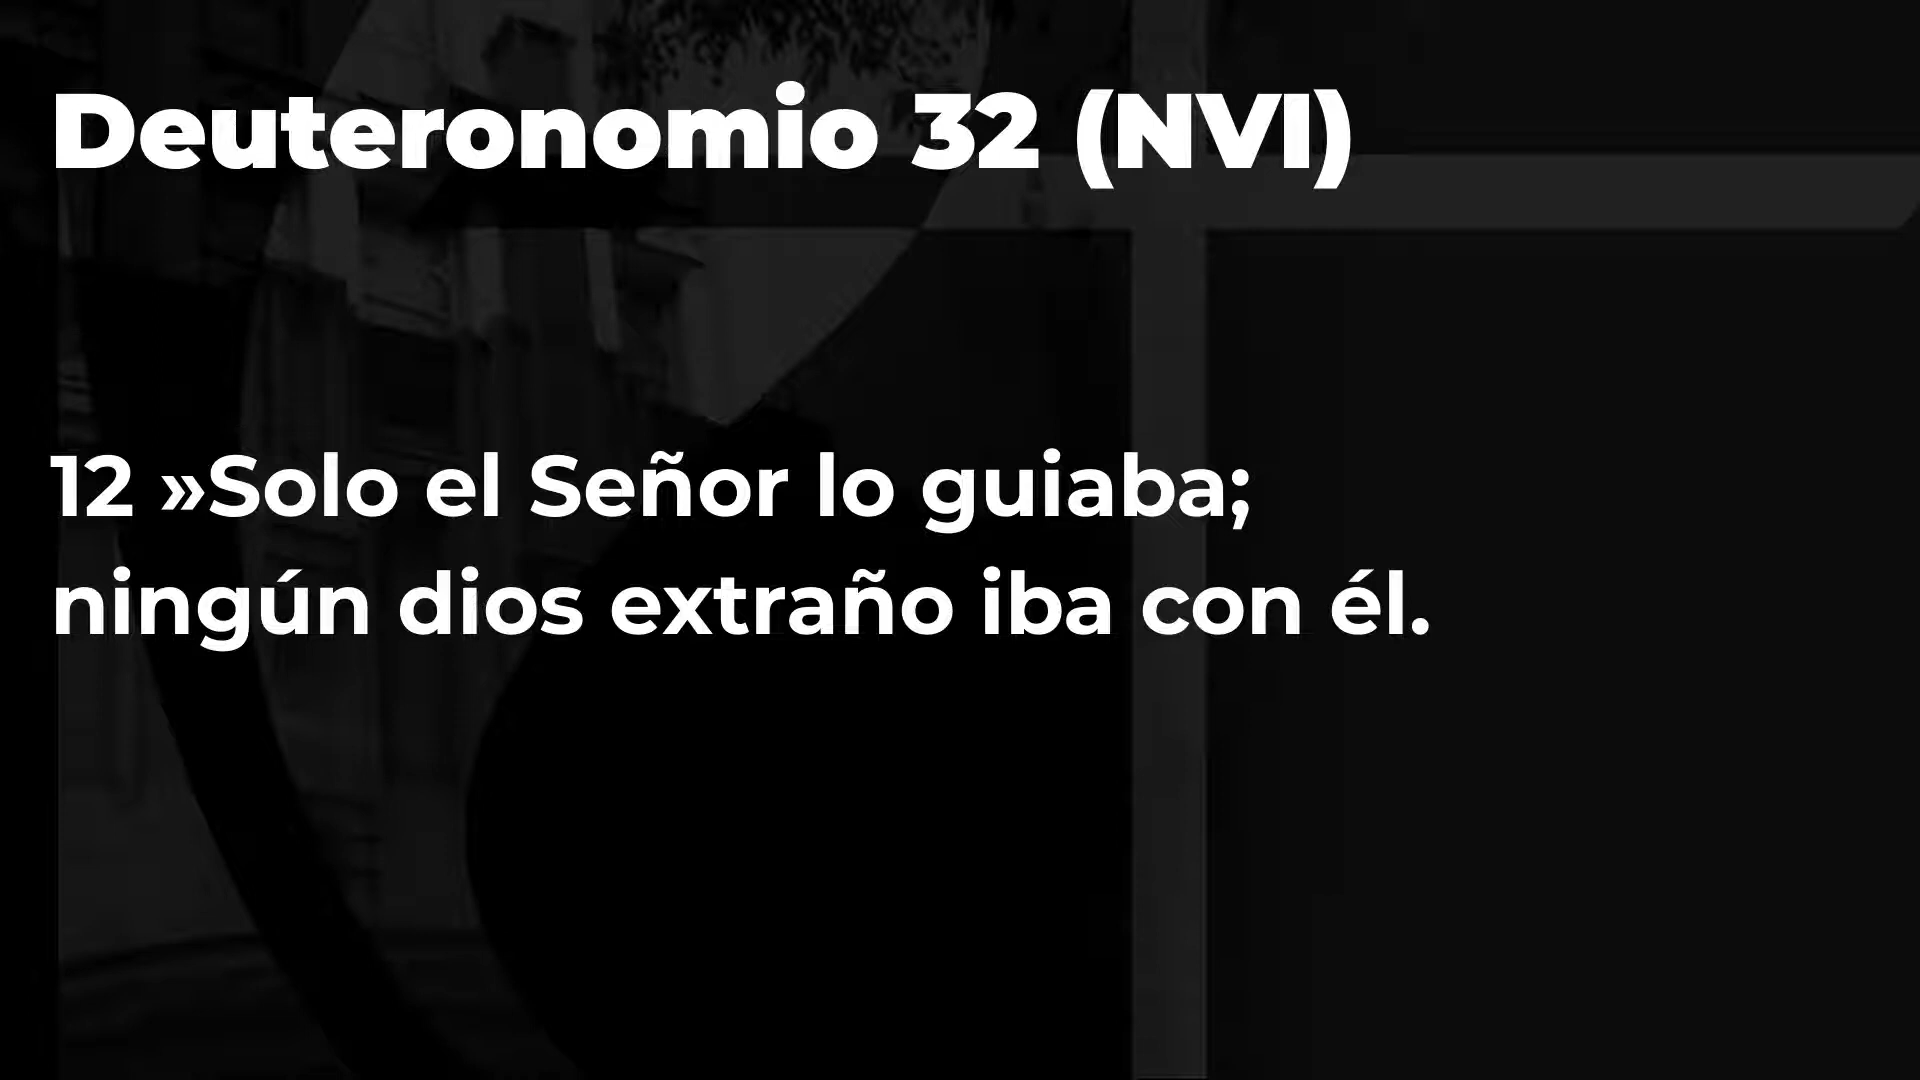 Deuteronomio 32 (NVI)
12 »Solo el Señor lo guiaba;
ningún dios extraño iba con él.